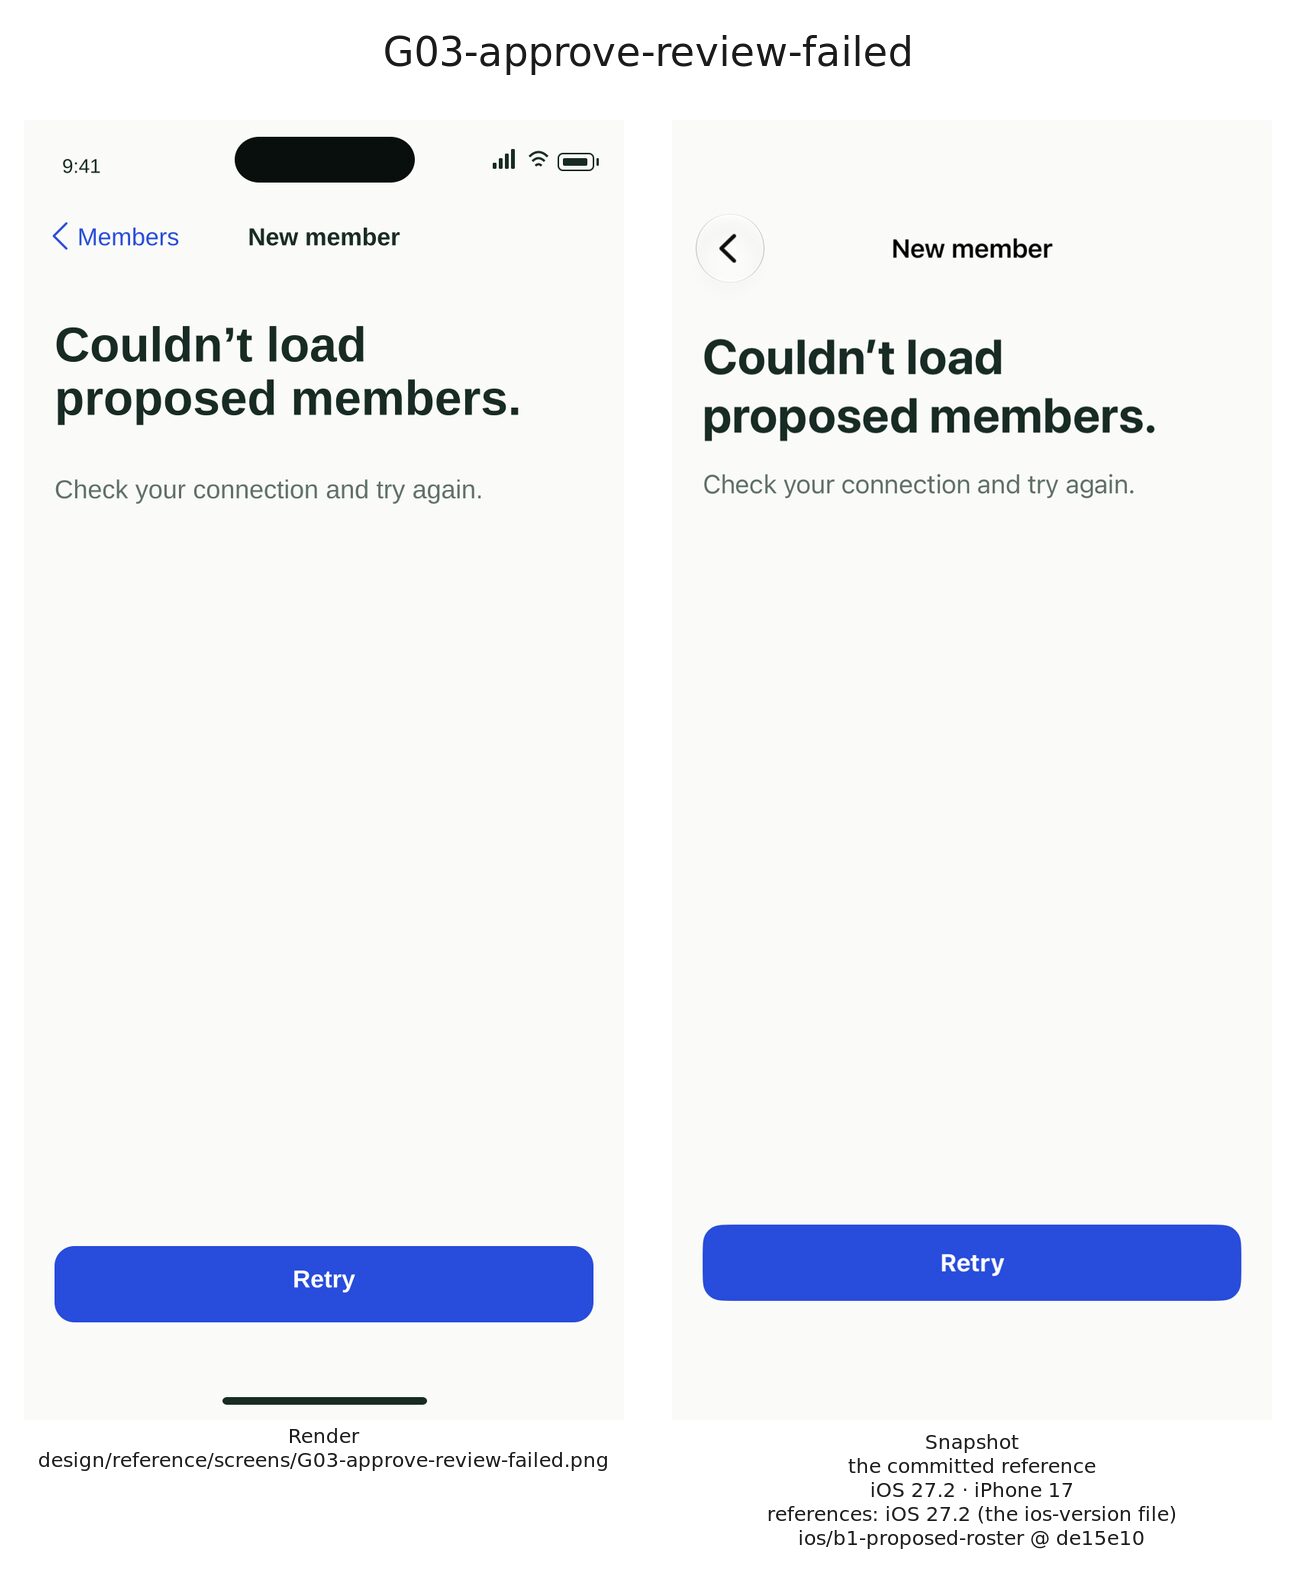 G03-approve-review-failed
9:41
Members
New member
Couldn’t load
proposed members.
Check your connection and try again.
Retry
Render
design/reference/screens/G03-approve-review-failed.png
New member
Couldn’t load
proposed members.
Check your connection and try again.
Retry
Snapshot
the committed reference
iOS 27.2 · iPhone 17
references: iOS 27.2 (the ios-version file)
ios/b1-proposed-roster @ de15e10